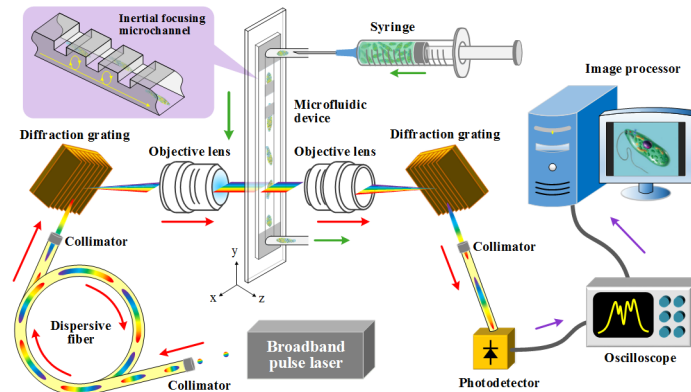 Inertial focusing
microchannel
Syringe
Image processor
Microfluidic
device
Diffraction grating
Objective lens
Objective lens
Diffraction grating
Collimator
Collimator
y
x
z
Dispersive
fiber
Broadband
pulse laser
Collimator
Photodetector
Oscilloscope